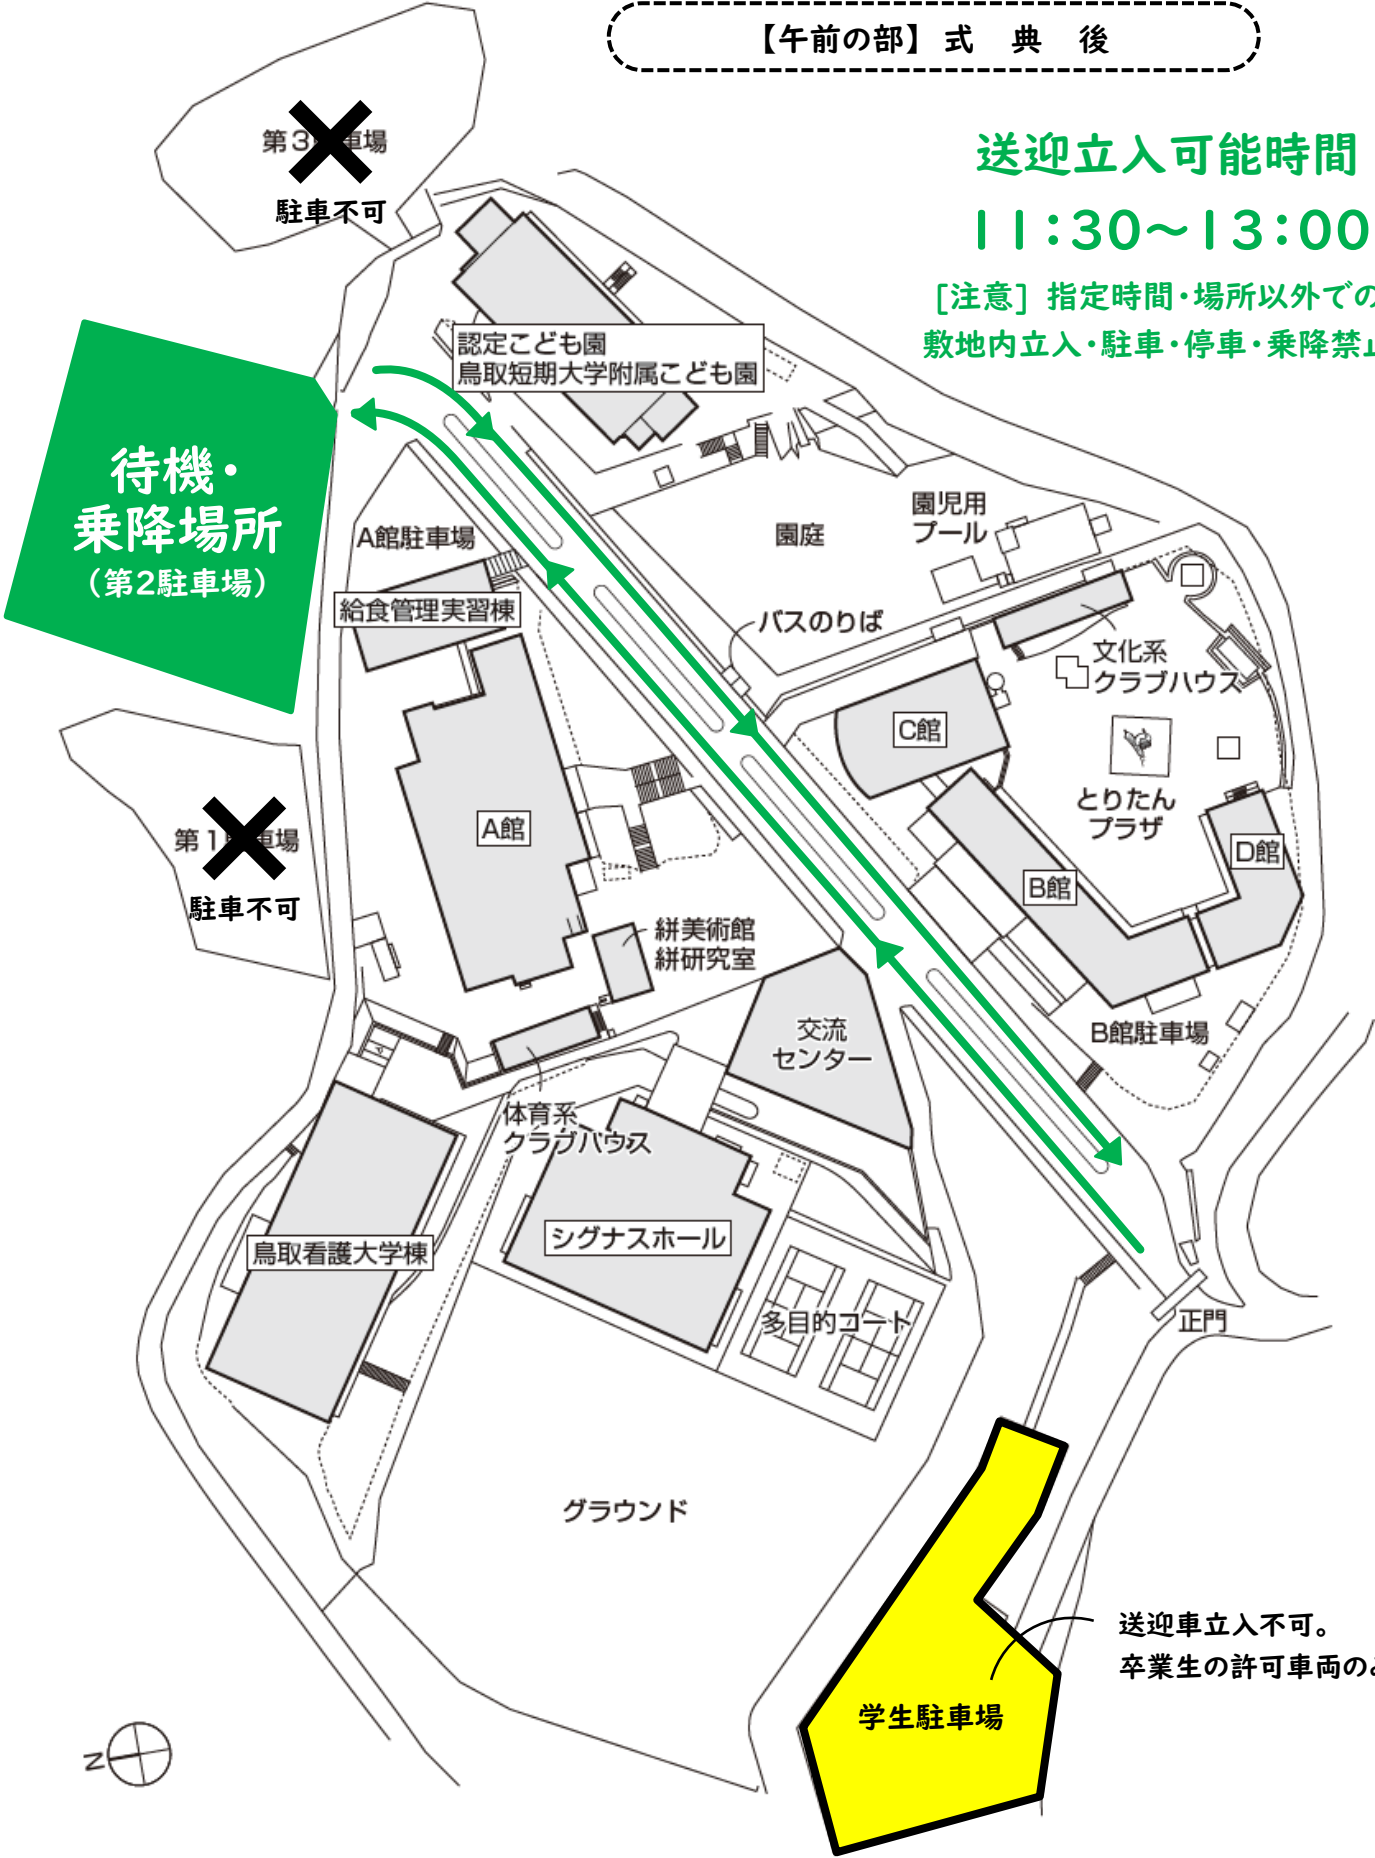 【午前の部】 式 典 後
送迎立入可能時間
11:30～13:00
[注意] 指定時間・場所以外での
敷地内立入・駐車・停車・乗降禁止
第3 車場
駐車不可
認定こども園
鳥取短期大学附属こども園
待機・
乗降場所
（第2駐車場）
A館駐車場
園庭
園児用
プール
給食管理実習棟
バスのりば
文化系
クラブハウス
C館
とりたん
プラザ
A館
D館
B館
第1 車場
駐車不可
絣美術館
絣研究室
交流
センター
B館駐車場
体育系
クラブハウス
シグナスホール
鳥取看護大学棟
多目的コート
正門
グラウンド
送迎車立入不可。
卒業生の許可車両のみ
学生駐車場
N